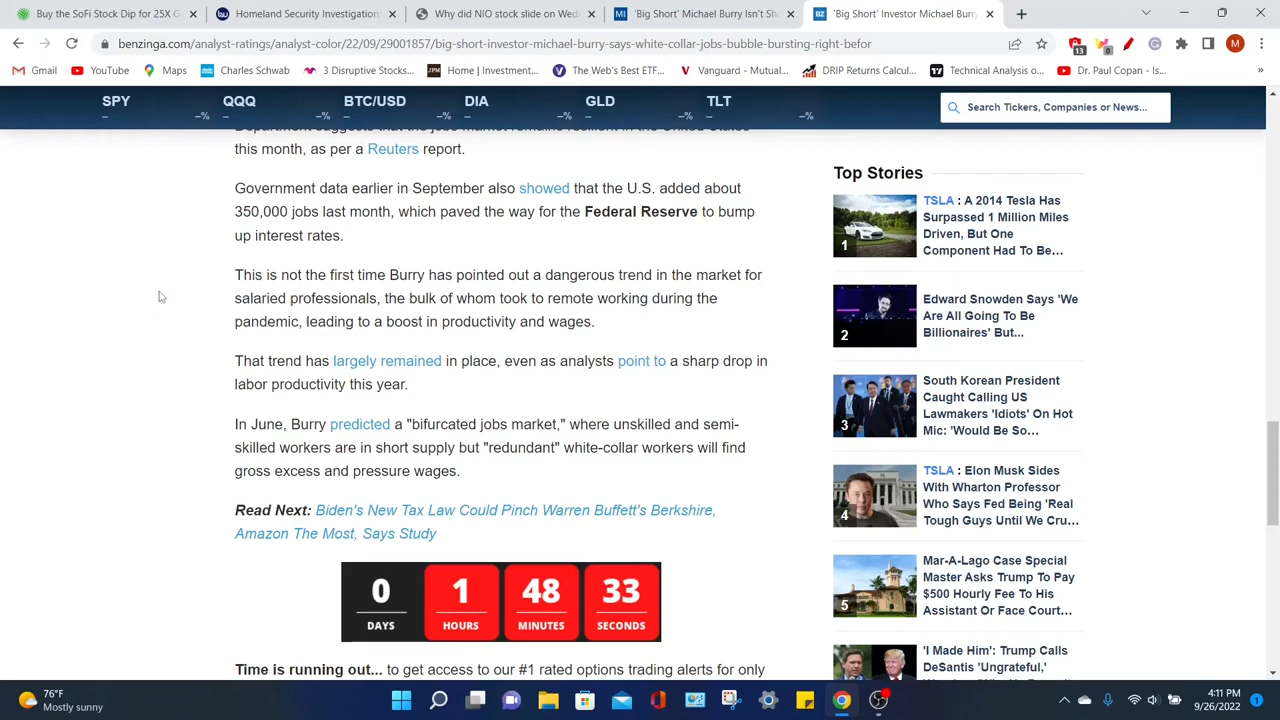 Buy the SoFi Stock Dip for 25X G
Homeland Security Investigation
Why did NIO stock slide on Wed
'Big Short' Michael Burry Isn't Sh
'Big Short' Investor Michael Burry
benzinga.com/analyst-ratings/analyst-color/22/09/29011857/big-short-investor-michael-burry-says-white-collar-jobs-bubble-bursting-right-befor
13
0
M
Gmail
YouTube
Maps
Charles Schwab
3 Disruptive Stocks...
Home | Investment...
The Web's Best ETF...
Vanguard - Mutual...
DRIP Returns Calcul...
Technical Analysis o...
Dr. Paul Copan - Is...
SPY
QQQ
BTC/USD
DIA
GLD
TLT
– –%
– –%
– –%
– –%
– –%
– –%
Search Tickers, Companies or News...
Department suggests that the jobs market remains resilient in the United States
this month, as per a Reuters report.
Government data earlier in September also showed that the U.S. added about
350,000 jobs last month, which paved the way for the Federal Reserve to bump
up interest rates.
This is not the first time Burry has pointed out a dangerous trend in the market for
salaried professionals, the bulk of whom took to remote working during the
pandemic, leading to a boost in productivity and wages.
That trend has largely remained in place, even as analysts point to a sharp drop in
labor productivity this year.
In June, Burry predicted a "bifurcated jobs market," where unskilled and semi-
skilled workers are in short supply but "redundant" white-collar workers will find
gross excess and pressure wages.
Read Next: Biden's New Tax Law Could Pinch Warren Buffett's Berkshire,
Amazon The Most, Says Study
0 1 48 33
DAYS HOURS MINUTES SECONDS
Time is running out... to get access to our #1 rated options trading alerts for only
Top Stories
1
TSLA : A 2014 Tesla Has
Surpassed 1 Million Miles
Driven, But One
Component Had To Be...
2
Edward Snowden Says 'We
Are All Going To Be
Billionaires' But...
3
South Korean President
Caught Calling US
Lawmakers 'Idiots' On Hot
Mic: 'Would Be So...
4
TSLA : Elon Musk Sides
With Wharton Professor
Who Says Fed Being 'Real
Tough Guys Until We Cru...
5
Mar-A-Lago Case Special
Master Asks Trump To Pay
$500 Hourly Fee To His
Assistant Or Face Court...
'I Made Him': Trump Calls
DeSantis 'Ungrateful,'
76°F
Mostly sunny
4:11 PM
9/26/2022